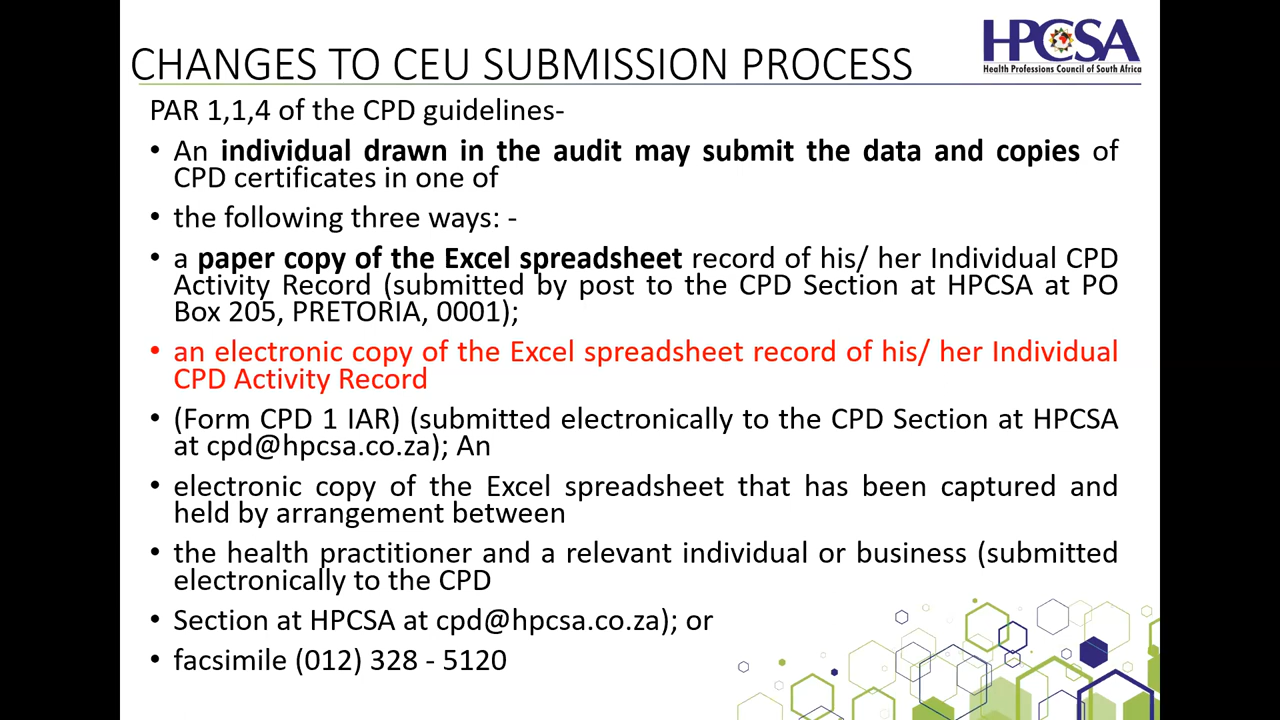 CHANGES TO CEU SUBMISSION PROCESS
HPCSA
Health Professions Council of South Africa
PAR 1,1,4 of the CPD guidelines-
• An individual drawn in the audit may submit the data and copies of
CPD certificates in one of
• the following three ways: -
• a paper copy of the Excel spreadsheet record of his/ her Individual CPD
Activity Record (submitted by post to the CPD Section at HPCSA at PO
Box 205, PRETORIA, 0001);
• an electronic copy of the Excel spreadsheet record of his/ her Individual
CPD Activity Record
• (Form CPD 1 IAR) (submitted electronically to the CPD Section at HPCSA
at cpd@hpcsa.co.za); An
• electronic copy of the Excel spreadsheet that has been captured and
held by arrangement between
• the health practitioner and a relevant individual or business (submitted
electronically to the CPD
• Section at HPCSA at cpd@hpcsa.co.za); or
• facsimile (012) 328 - 5120